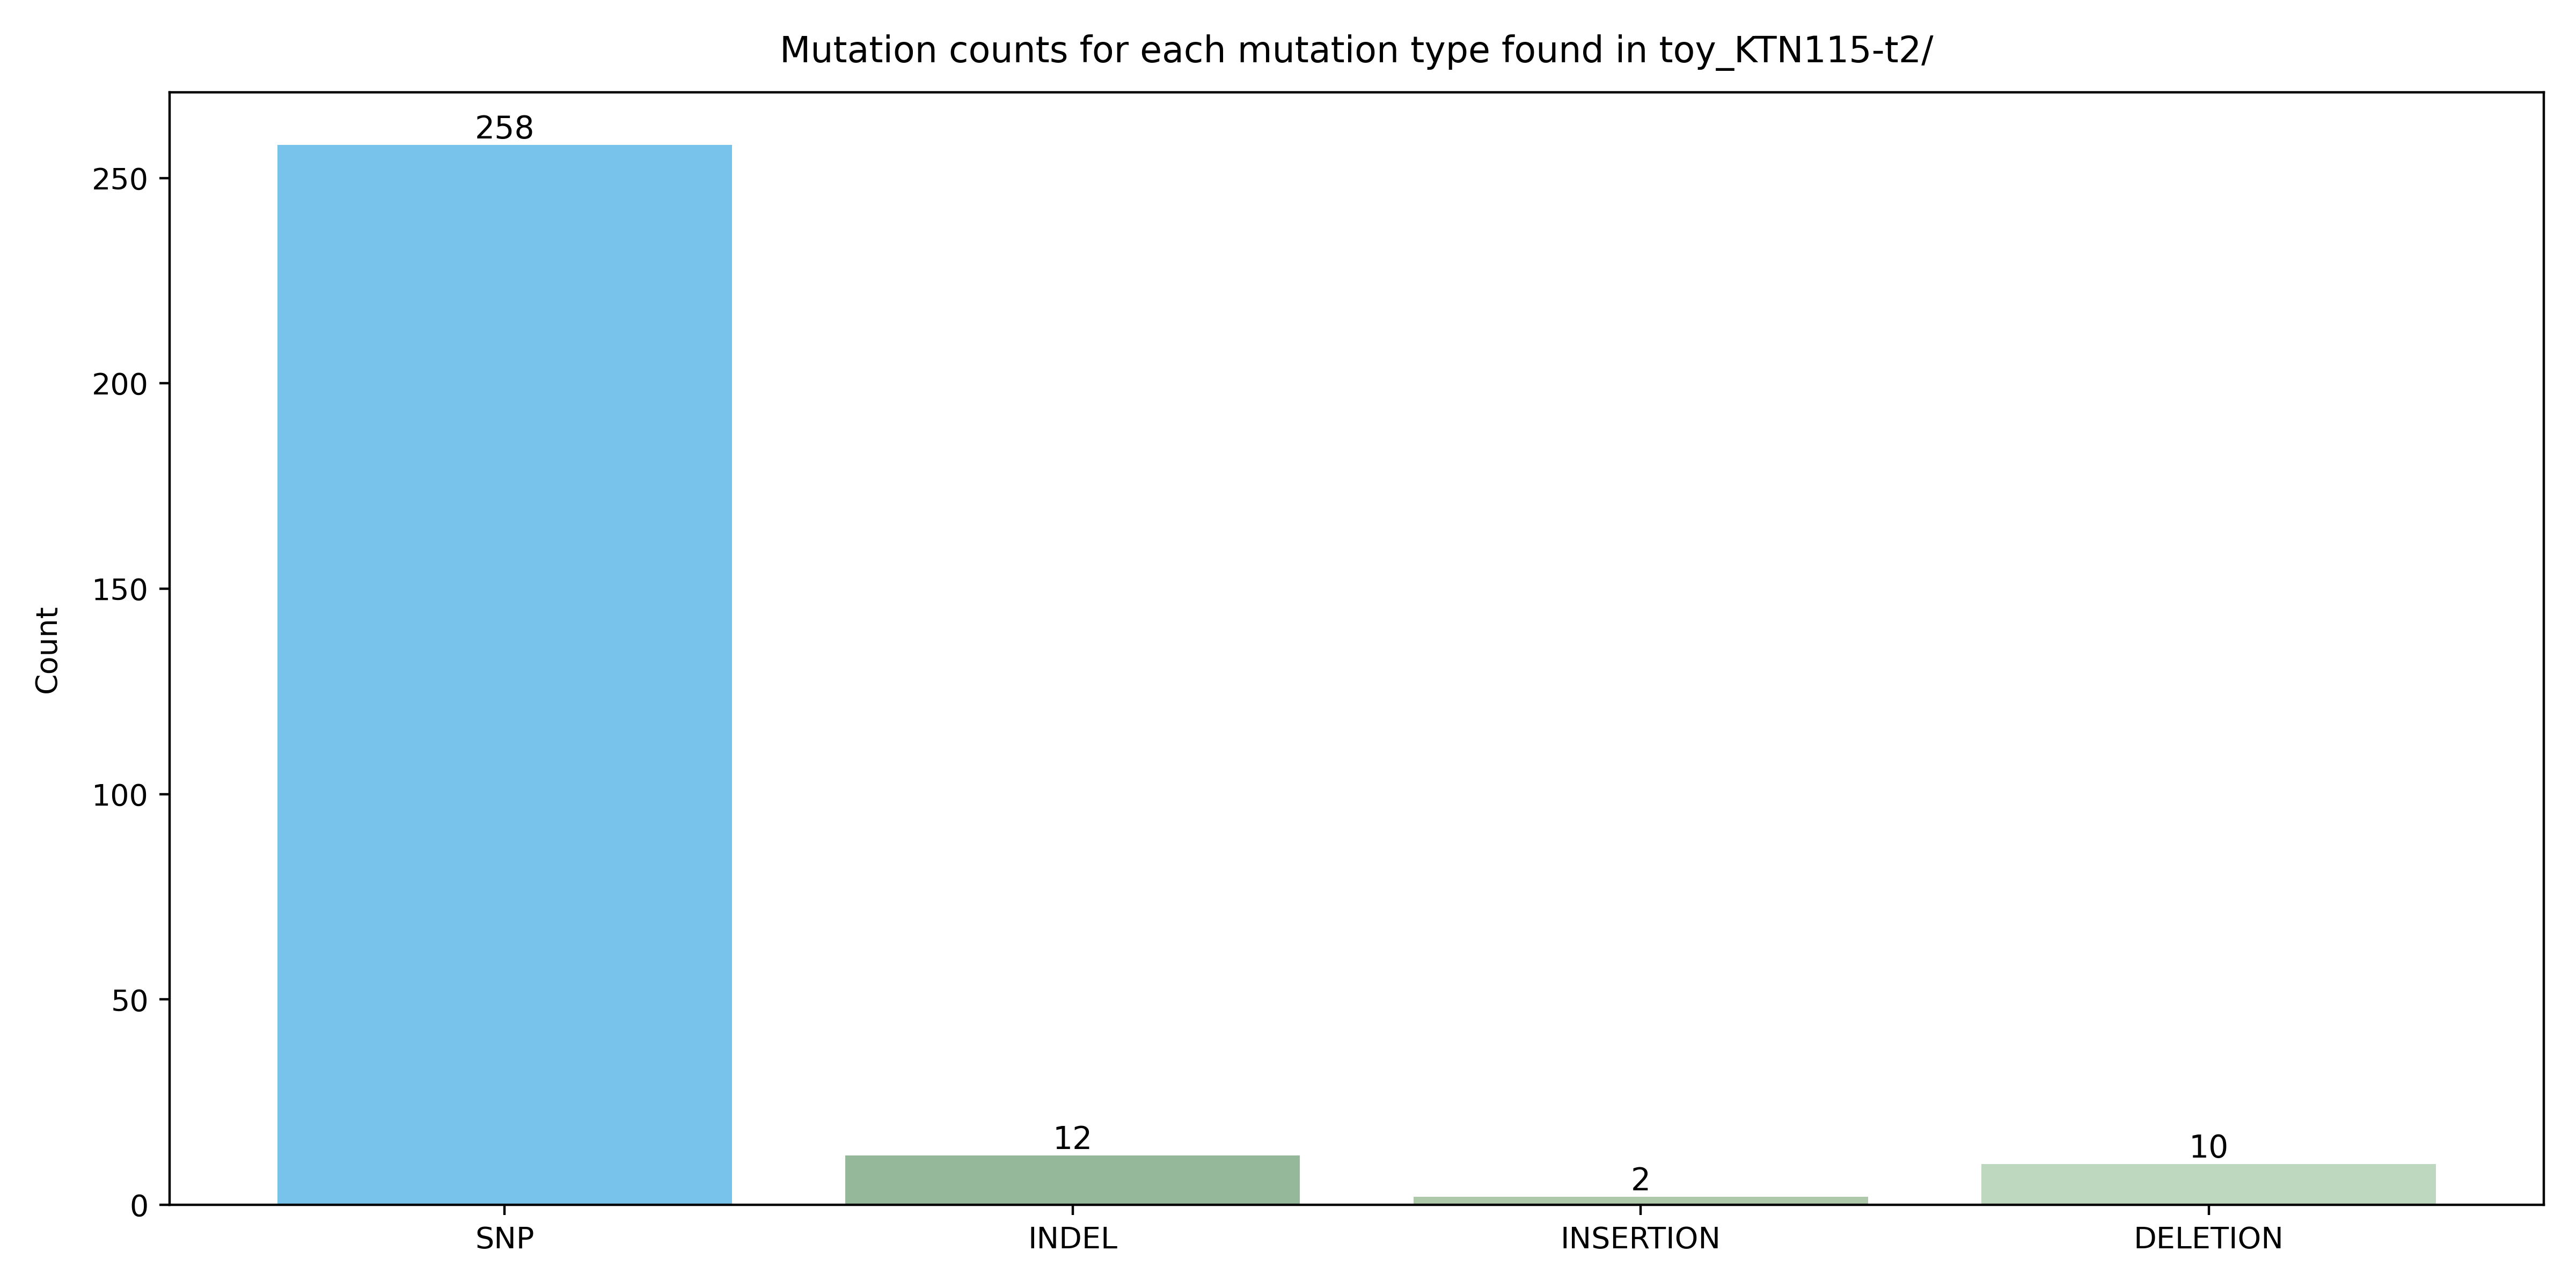 Mutation counts for each mutation type found in toy_KTN115-t2/
258
250
200
150
100
50
0
Count
12
2
10
SNP
INDEL
INSERTION
DELETION